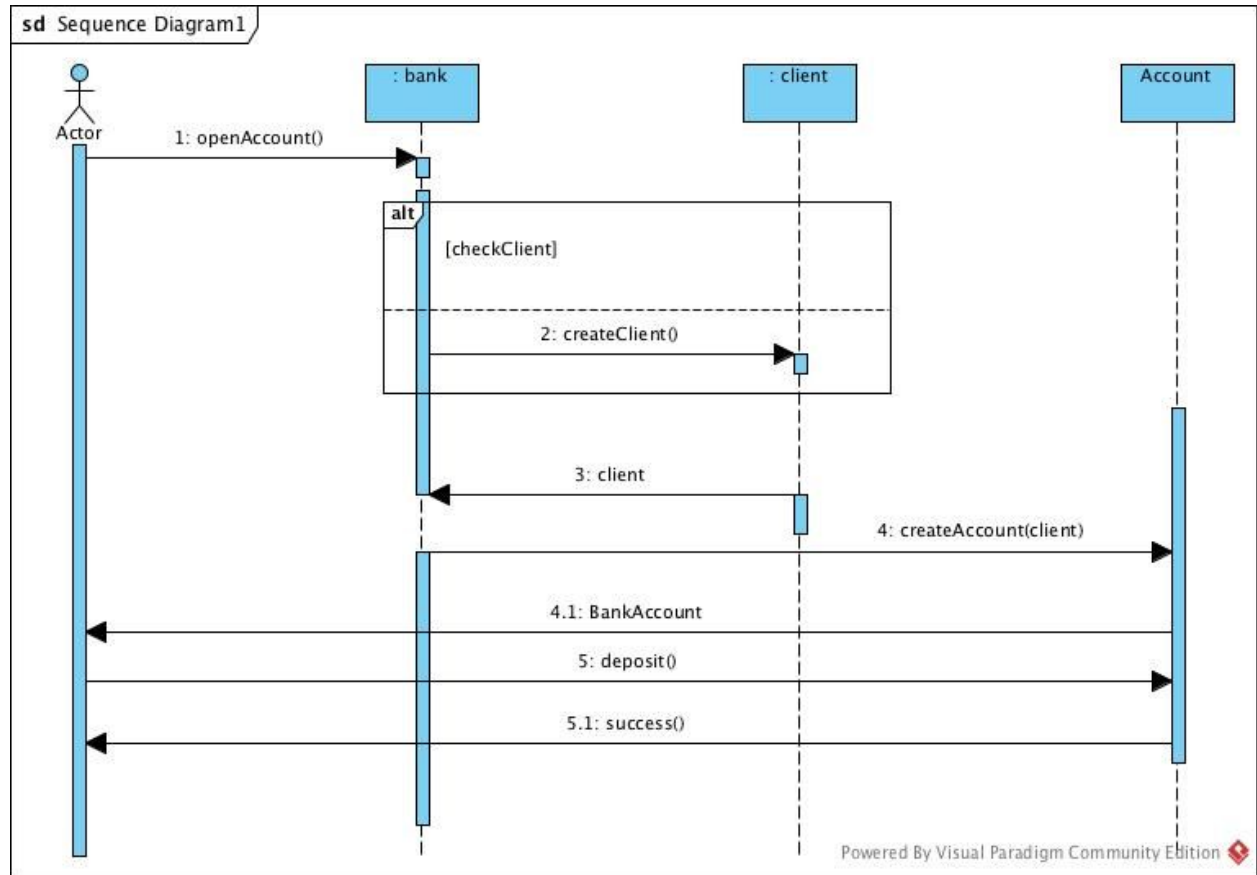 sd Sequence Diagram1
: bank
: client
Account
Actor
1: openAccount()
alt
[checkClient]
2: createClient()
3: client
4: createAccount(client)
4.1: BankAccount
5: deposit()
5.1: success()
Powered By Visual Paradigm Community Edition